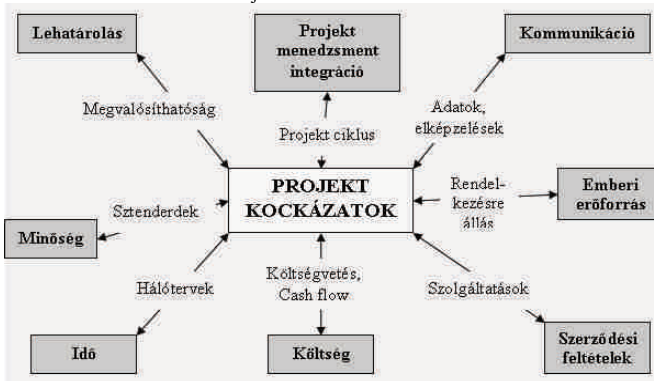 Lehatárolás
Projekt
menedzsment
integráció
Kommunikáció
Megvalósíthatóság
Projekt ciklus
Adatok,
elképzelések
PROJEKT
KOCKÁZATOK
Rendel-
kezésre
állás
Emberi
erőforrás
Sztenderdek
Minőség
Hálótervek
Költségvetés,
Cash flow
Szolgáltatások
Idő
Költség
Szerződési
feltételek